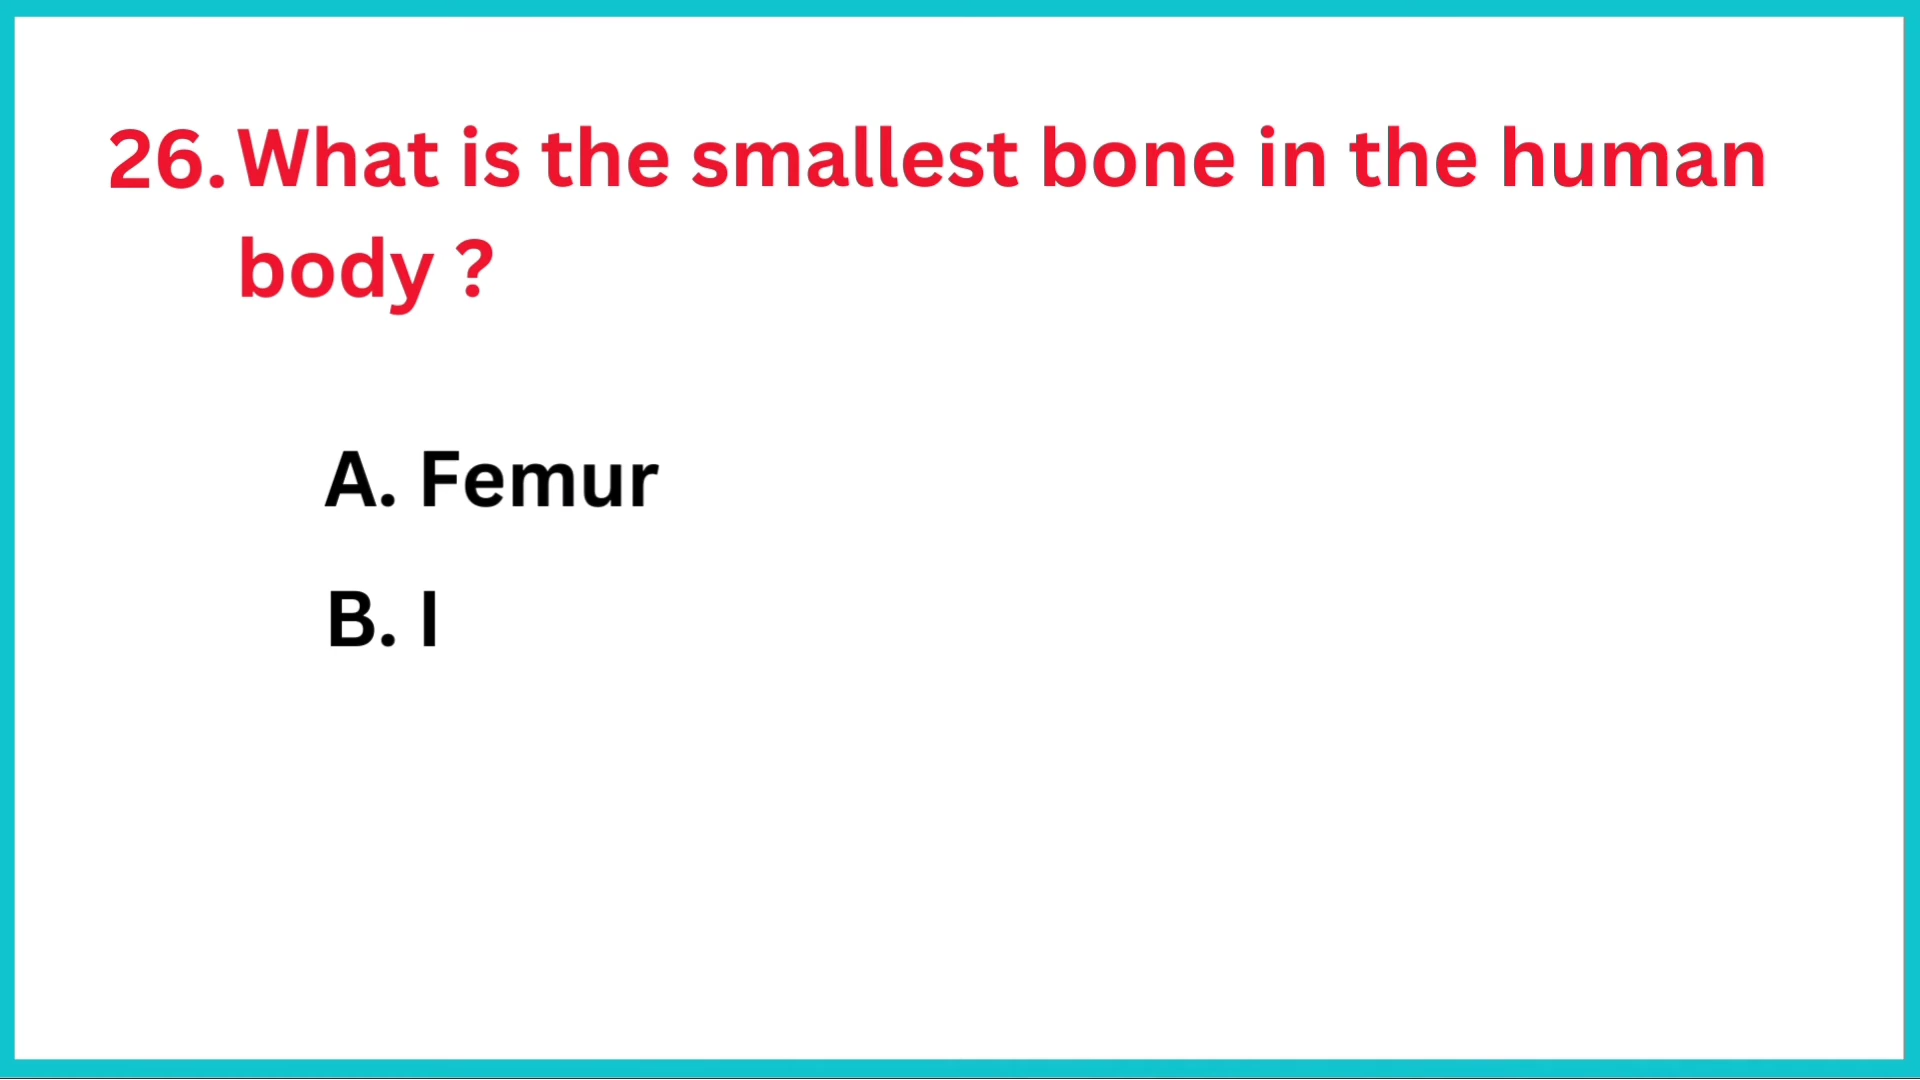 26. What is the smallest bone in the human
body ?
A. Femur
B. I